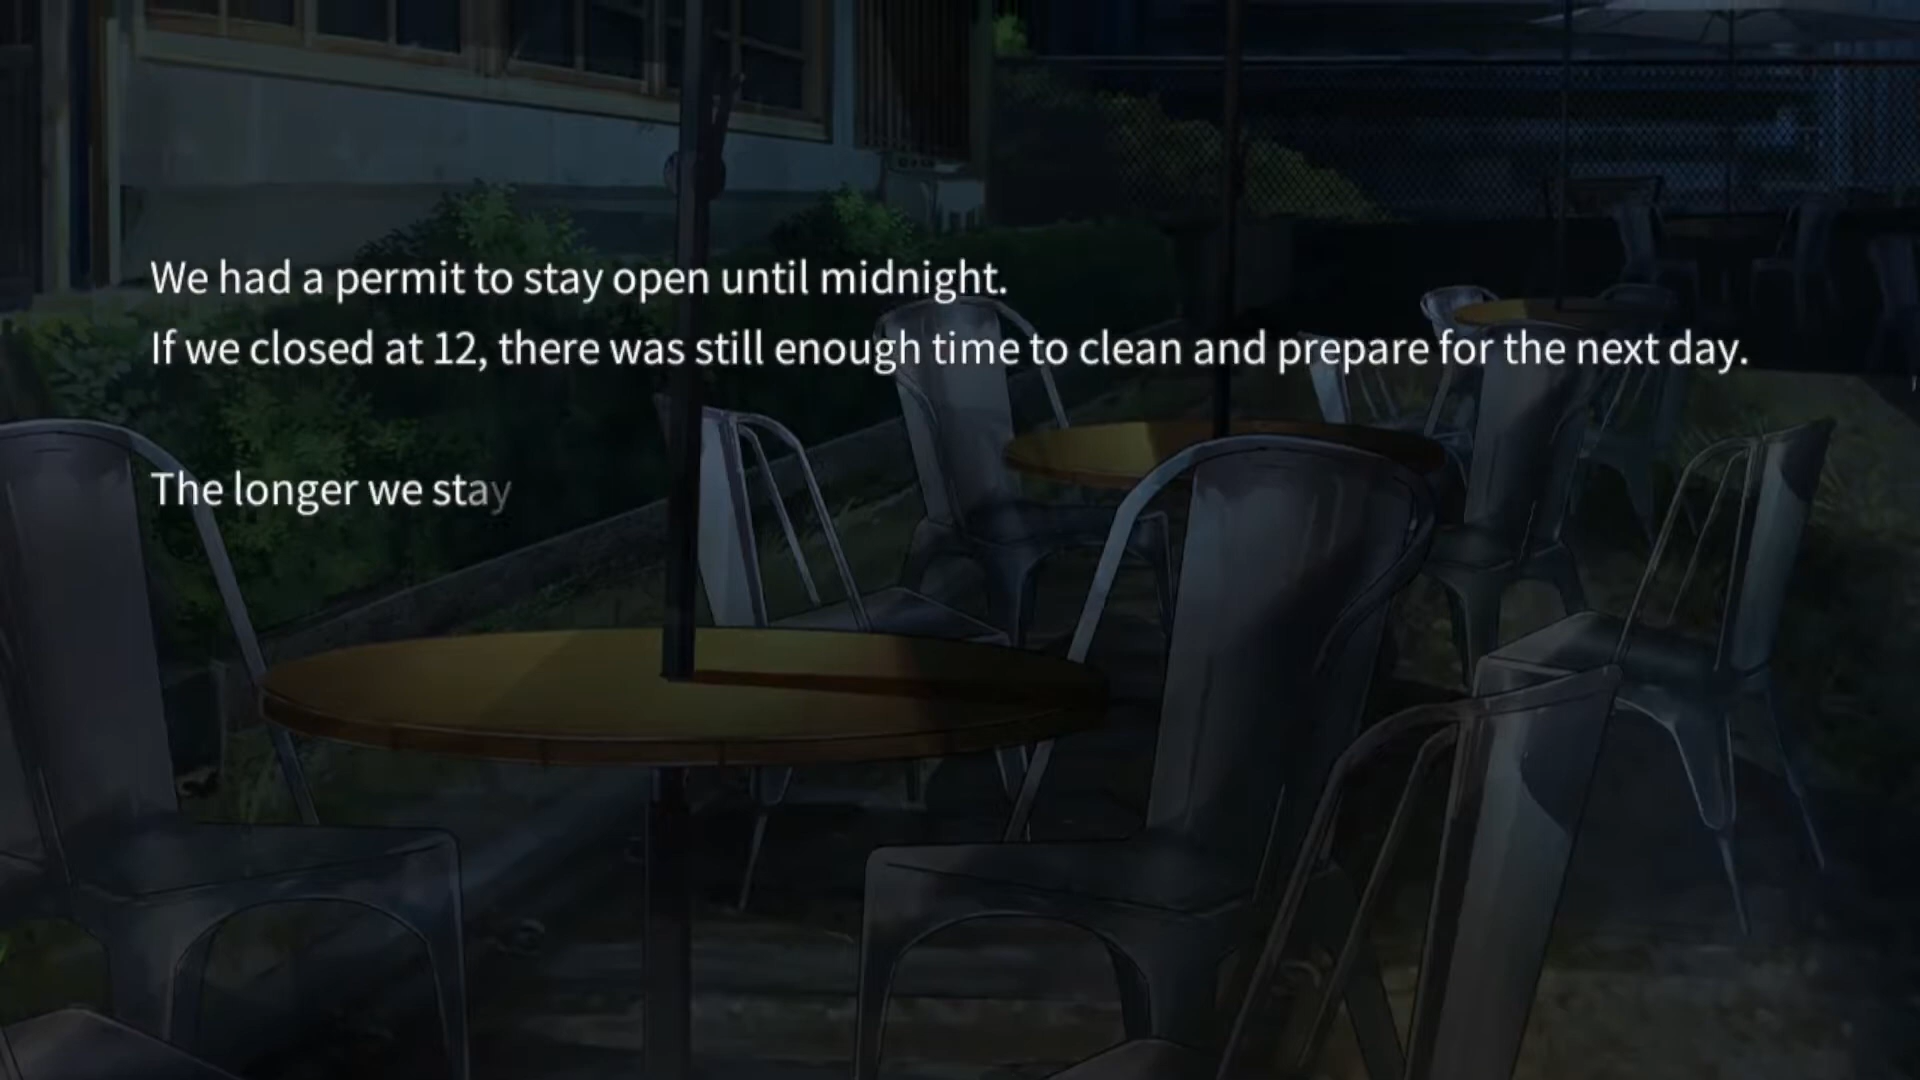 We had a permit to stay open until midnight.
If we closed at 12, there was still enough time to clean and prepare for the next day.
The longer we stay